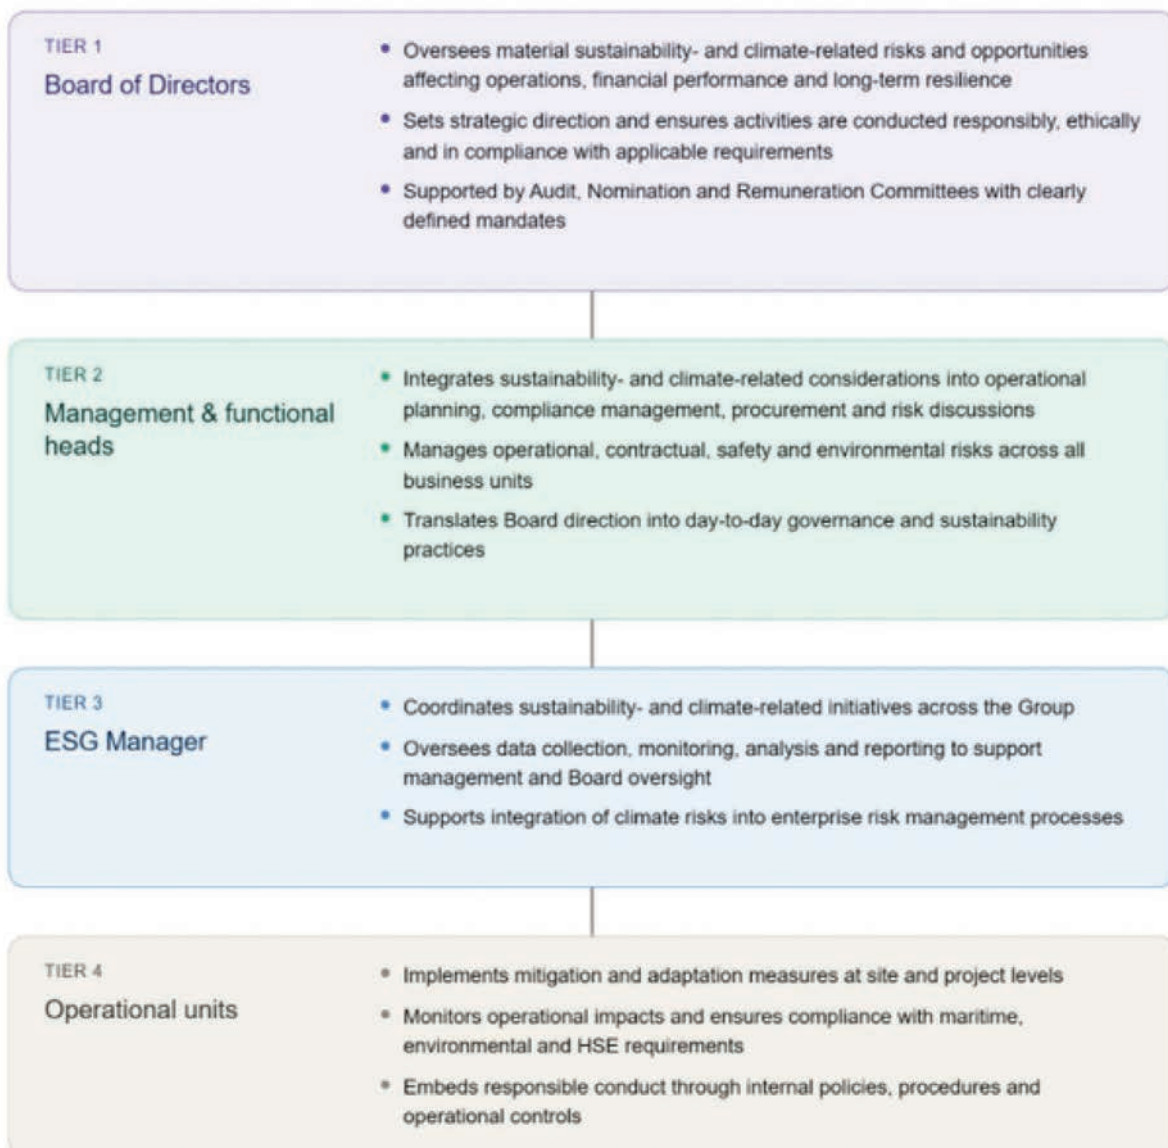 TIER 1
Board of Directors
• Oversees material sustainability- and climate-related risks and opportunities
affecting operations, financial performance and long-term resilience
• Sets strategic direction and ensures activities are conducted responsibly, ethically
and in compliance with applicable requirements
• Supported by Audit, Nomination and Remuneration Committees with clearly
defined mandates
TIER 2
Management & functional
heads
• Integrates sustainability- and climate-related considerations into operational
planning, compliance management, procurement and risk discussions
• Manages operational, contractual, safety and environmental risks across all
business units
• Translates Board direction into day-to-day governance and sustainability
practices
TIER 3
ESG Manager
• Coordinates sustainability- and climate-related initiatives across the Group
• Oversees data collection, monitoring, analysis and reporting to support
management and Board oversight
• Supports integration of climate risks into enterprise risk management processes
TIER 4
Operational units
• Implements mitigation and adaptation measures at site and project levels
• Monitors operational impacts and ensures compliance with maritime,
environmental and HSE requirements
• Embeds responsible conduct through internal policies, procedures and
operational controls